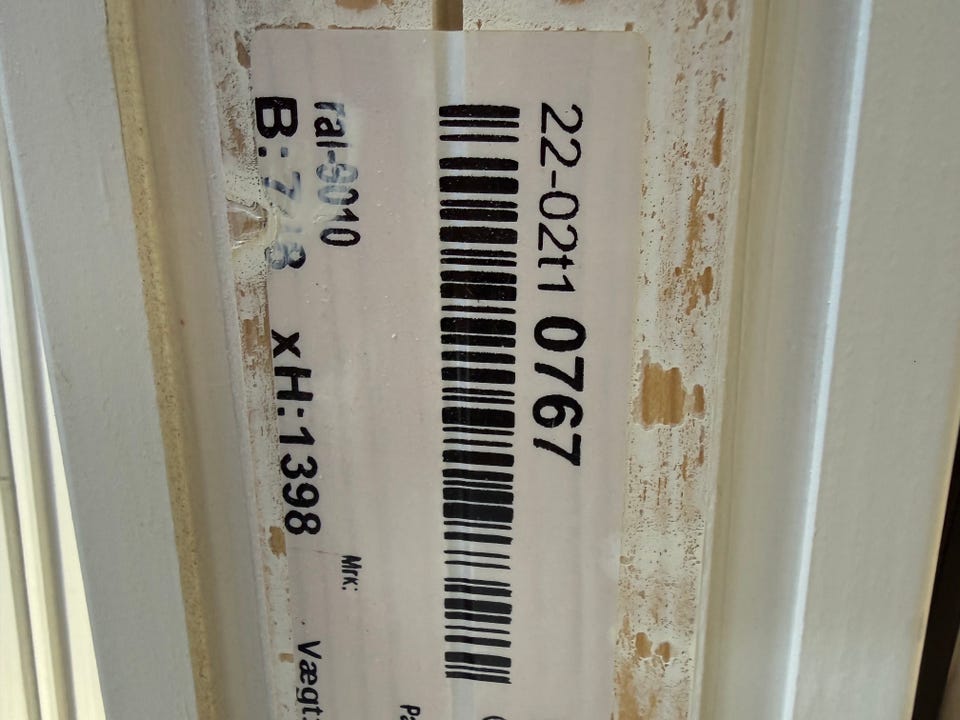 22-02t1 0767
ral-9010
Mrk:
B: xH:1398
Vægt: